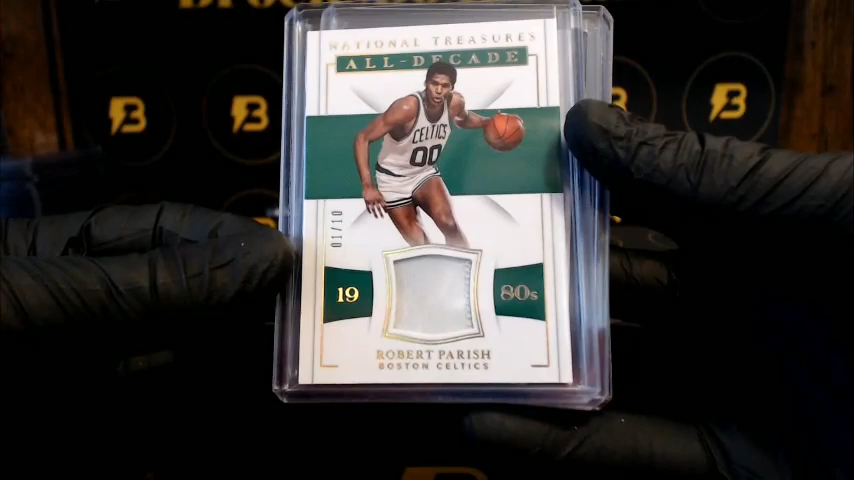 NATIONAL TREASURES
ALL-DECADE
CELTICS
00
01/10
19 80s
ROBERT PARISH
BOSTON CELTICS
B
B
B
B